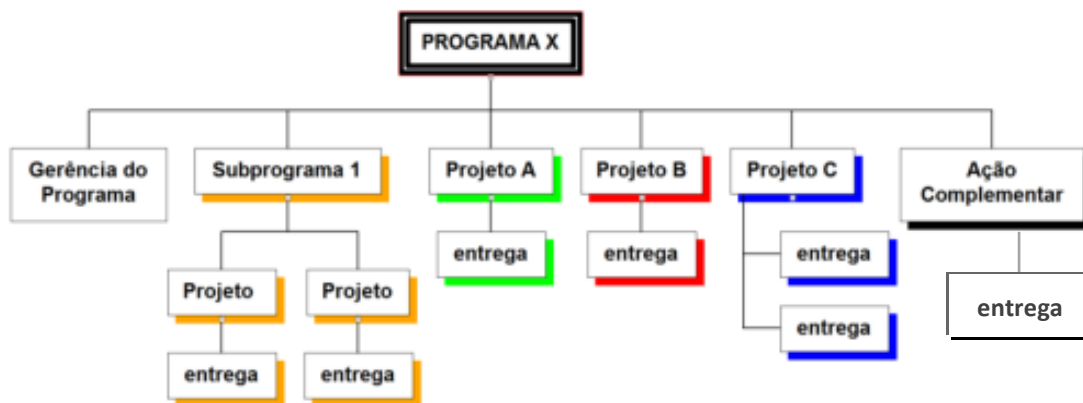 PROGRAMA X
Gerência do
Programa
Subprograma 1
Projeto A
Projeto B
Projeto C
Ação
Complementar
entrega
entrega
entrega
Projeto
Projeto
entrega
entrega
entrega
entrega